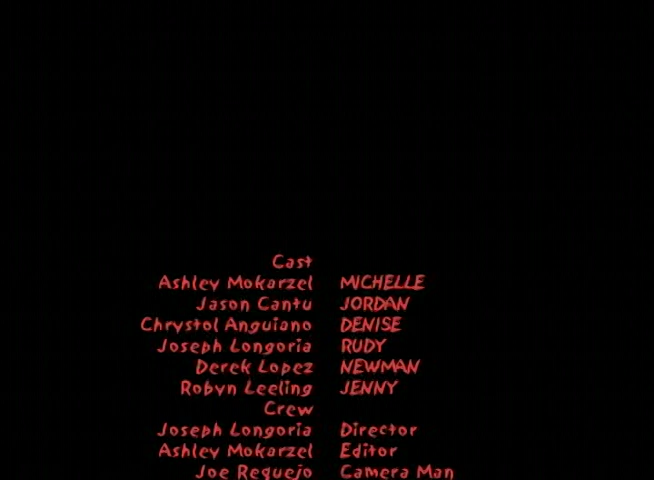 Cast
Ashley Mokarzel MICHELLE
Jason Cantu JORDAN
Chrystol Anguiano DENISE
Joseph Longoria RUDY
Derek Lopez NEWMAN
Robyn Leeling JENNY
Crew
Joseph Longoria Director
Ashley Mokarzel Editor
Joe Requejo Camera Man